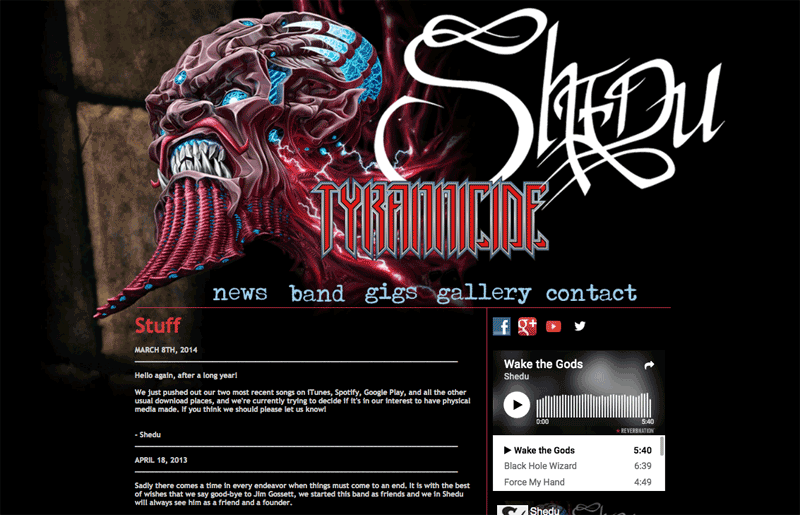 Shedu
TYRANNICIDE
news band gigs gallery contact
Stuff
MARCH 8TH, 2014
Hello again, after a long year!
We just pushed out our two most recent songs on iTunes, Spotify, Google Play, and all the other
usual download places, and we're currently trying to decide if it's in our interest to have physical
media made. If you think we should please let us know!
- Shedu
APRIL 18, 2013
Sadly there comes a time in every endeavor when things must come to an end. It is with the best
of wishes that we say good-bye to Jim Gossett, we started this band as friends and we in Shedu
will always see him as a friend and a founder.
f g+
Wake the Gods
Shedu
0:00 5:40
REVERBNATION
Wake the Gods 5:40
Black Hole Wizard 6:39
Force My Hand 4:49
Shedu